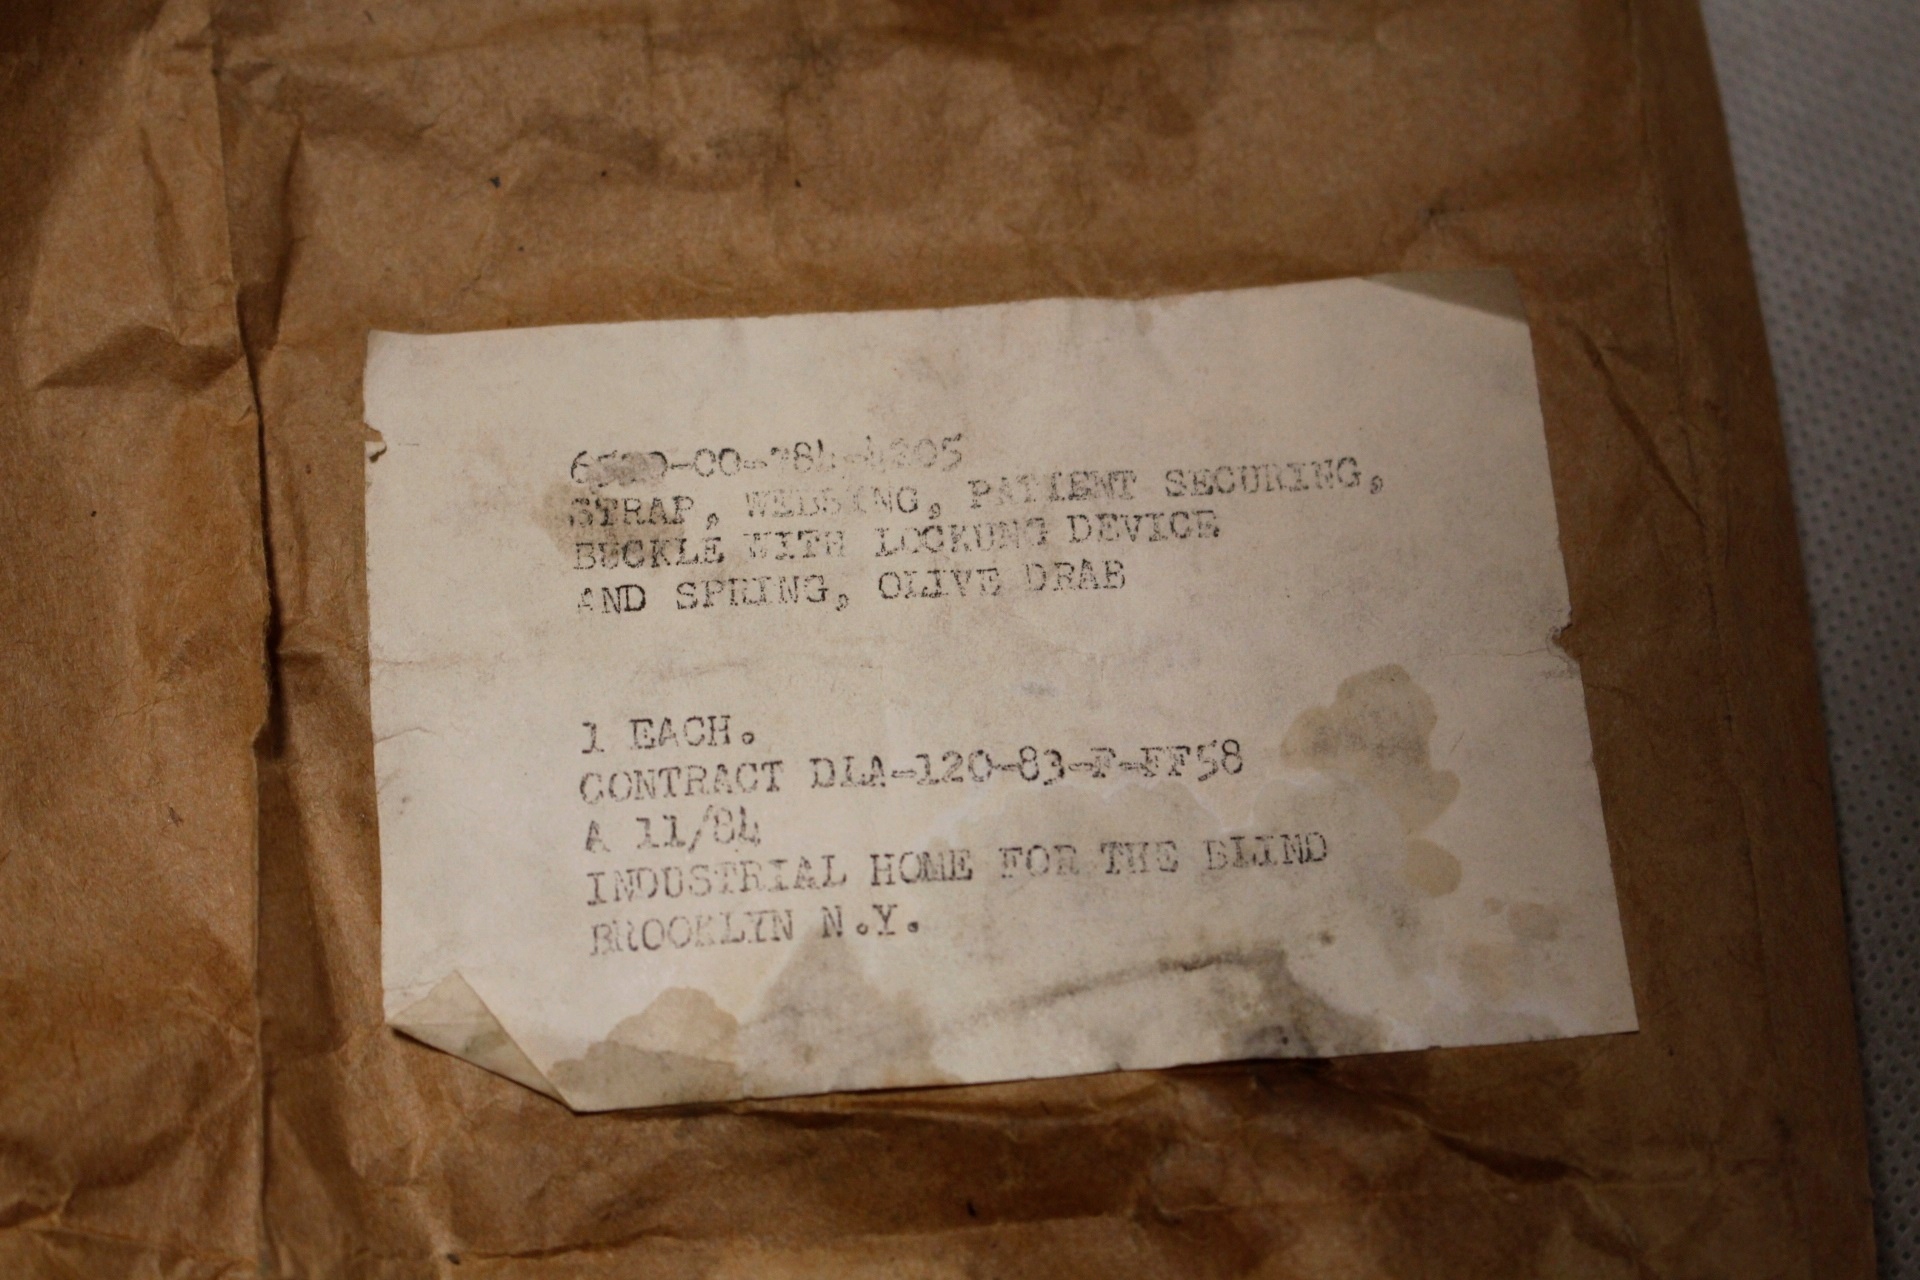 STRAP, WEBBING, PATIENT SECURING,
BUCKLE WITH LOCKUNG DEVICE
AND SPRING, OLIVE DRAB
1 EACH.
CONTRACT DLA-120-83-F-FF58
A 11/84
INDUSTRIAL HOME FOR THE BLIND
BROOKLYN N.Y.